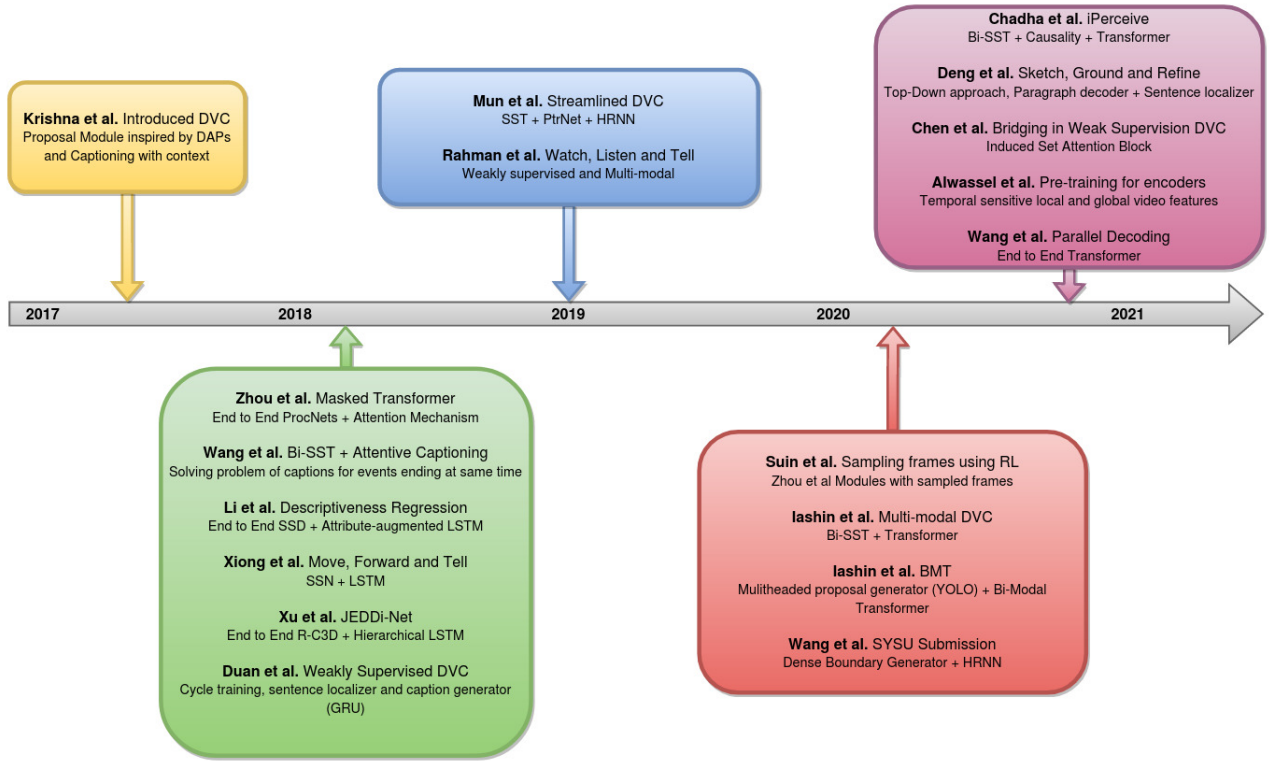 Krishna et al. Introduced DVC
Proposal Module inspired by DAPs
and Captioning with context
Mun et al. Streamlined DVC
SST + PtrNet + HRNN
Rahman et al. Watch, Listen and Tell
Weakly supervised and Multi-modal
Chadha et al. iPerceive
Bi-SST + Causality + Transformer
Deng et al. Sketch, Ground and Refine
Top-Down approach, Paragraph decoder + Sentence localizer
Chen et al. Bridging in Weak Supervision DVC
Induced Set Attention Block
Alwassel et al. Pre-training for encoders
Temporal sensitive local and global video features
Wang et al. Parallel Decoding
End to End Transformer
2017 2018 2019 2020 2021
Zhou et al. Masked Transformer
End to End ProcNets + Attention Mechanism
Wang et al. Bi-SST + Attentive Captioning
Solving problem of captions for events ending at same time
Li et al. Descriptiveness Regression
End to End SSD + Attribute-augmented LSTM
Xiong et al. Move, Forward and Tell
SSN + LSTM
Xu et al. JEDDi-Net
End to End R-C3D + Hierarchical LSTM
Duan et al. Weakly Supervised DVC
Cycle training, sentence localizer and caption generator
(GRU)
Suin et al. Sampling frames using RL
Zhou et al Modules with sampled frames
Iashin et al. Multi-modal DVC
Bi-SST + Transformer
Iashin et al. BMT
Mulitheaded proposal generator (YOLO) + Bi-Modal
Transformer
Wang et al. SYSU Submission
Dense Boundary Generator + HRNN